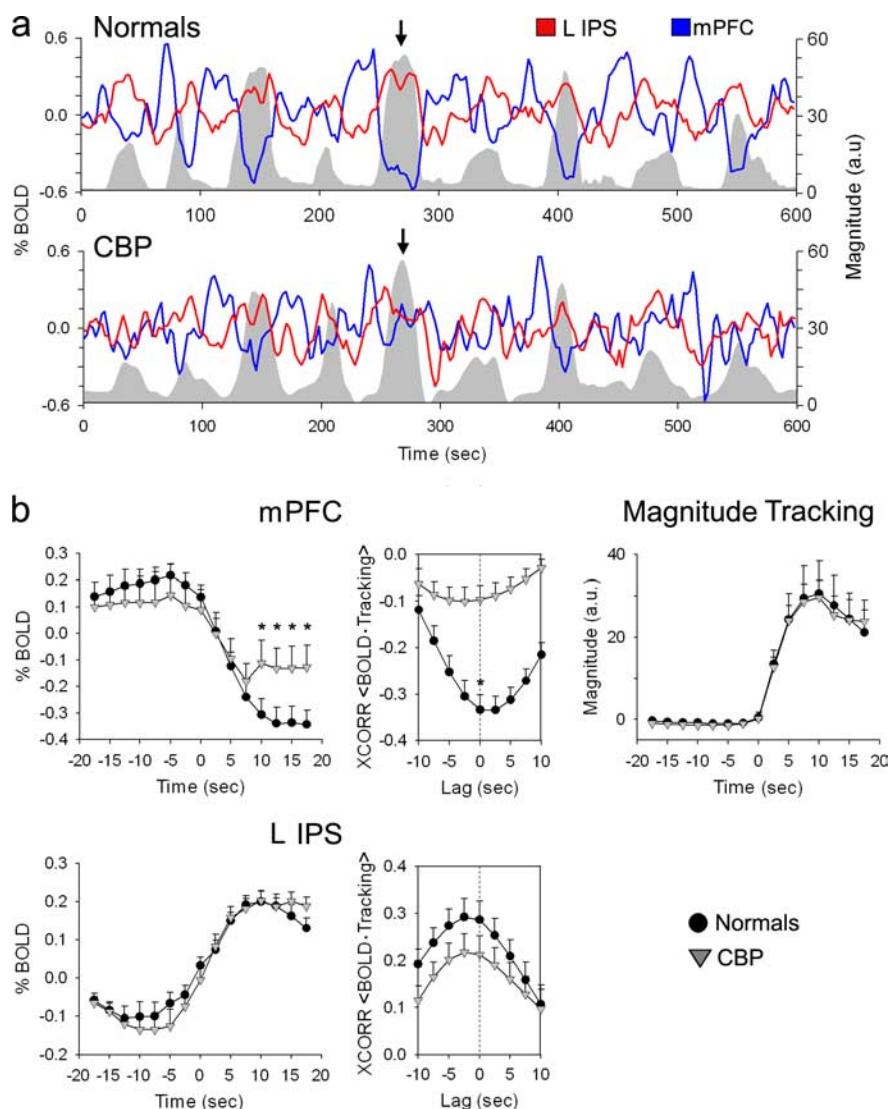 a
Normals
L IPS
mPFC
0.6
0.0
-0.6
60
30
0
0 100 200 300 400 500 600
% BOLD
Magnitude (a.u)
CBP
0.6
0.0
-0.6
60
30
0
0 100 200 300 400 500 600
Time (sec)
b
mPFC
Magnitude Tracking
0.3
0.2
0.1
0.0
-0.1
-0.2
-0.3
-0.4
% BOLD
* * * *
-20 -15 -10 -5 0 5 10 15 20
Time (sec)
0.0
-0.1
-0.2
-0.3
-0.4
XCORR <BOLD·Tracking>
*
-10 -5 0 5 10
Lag (sec)
40
20
0
Magnitude (a.u.)
-20 -15 -10 -5 0 5 10 15 20
Time (sec)
L IPS
0.3
0.2
0.1
0.0
-0.1
-0.2
% BOLD
-20 -15 -10 -5 0 5 10 15 20
Time (sec)
0.4
0.3
0.2
0.1
0.0
XCORR <BOLD·Tracking>
-10 -5 0 5 10
Lag (sec)
Normals
CBP